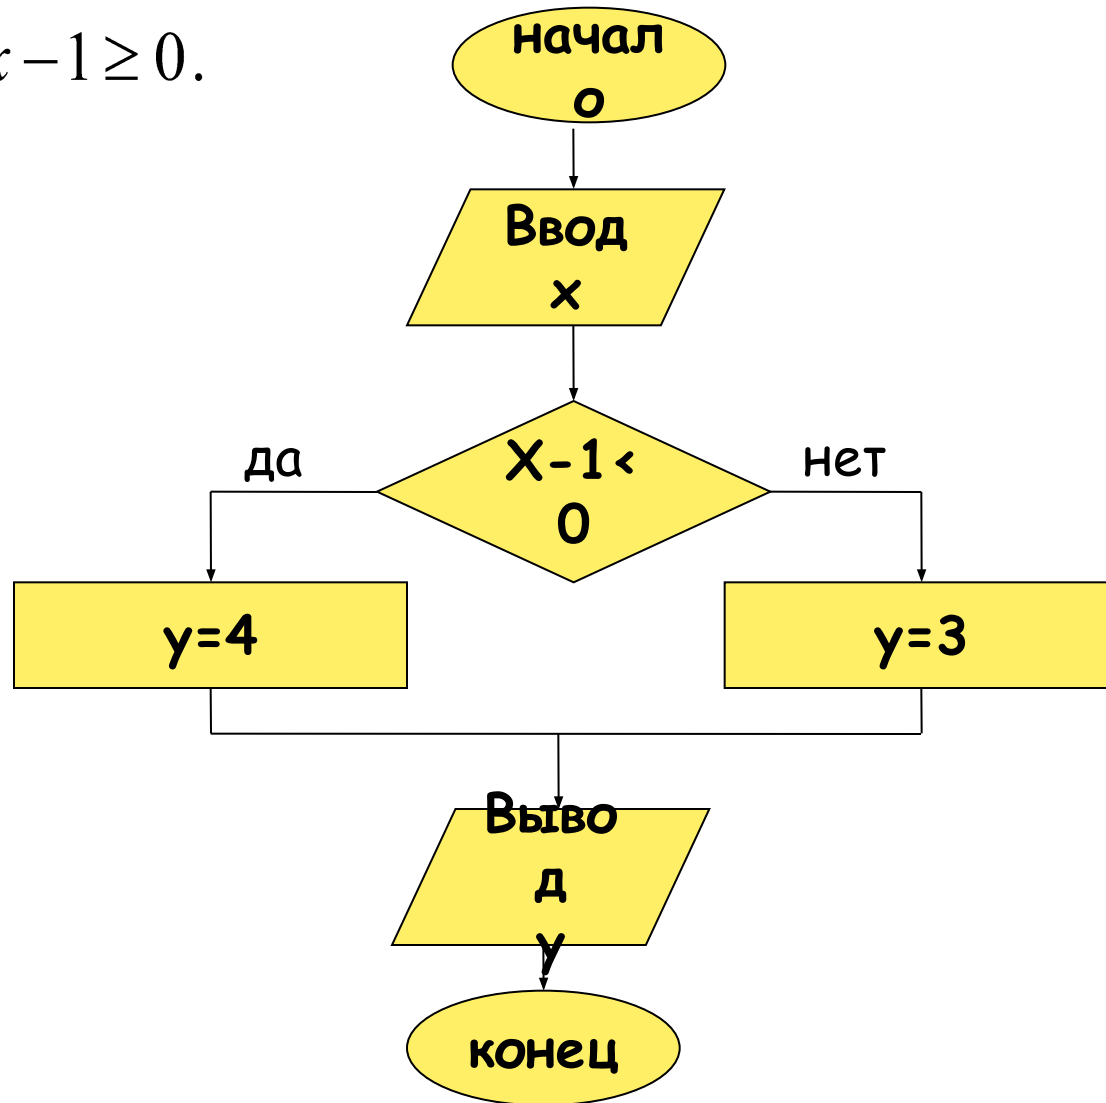 x – 1 ≥ 0.
начал
о
Ввод
х
да
Х-1<
0
нет
у=4
у=3
Выво
д
у
конец